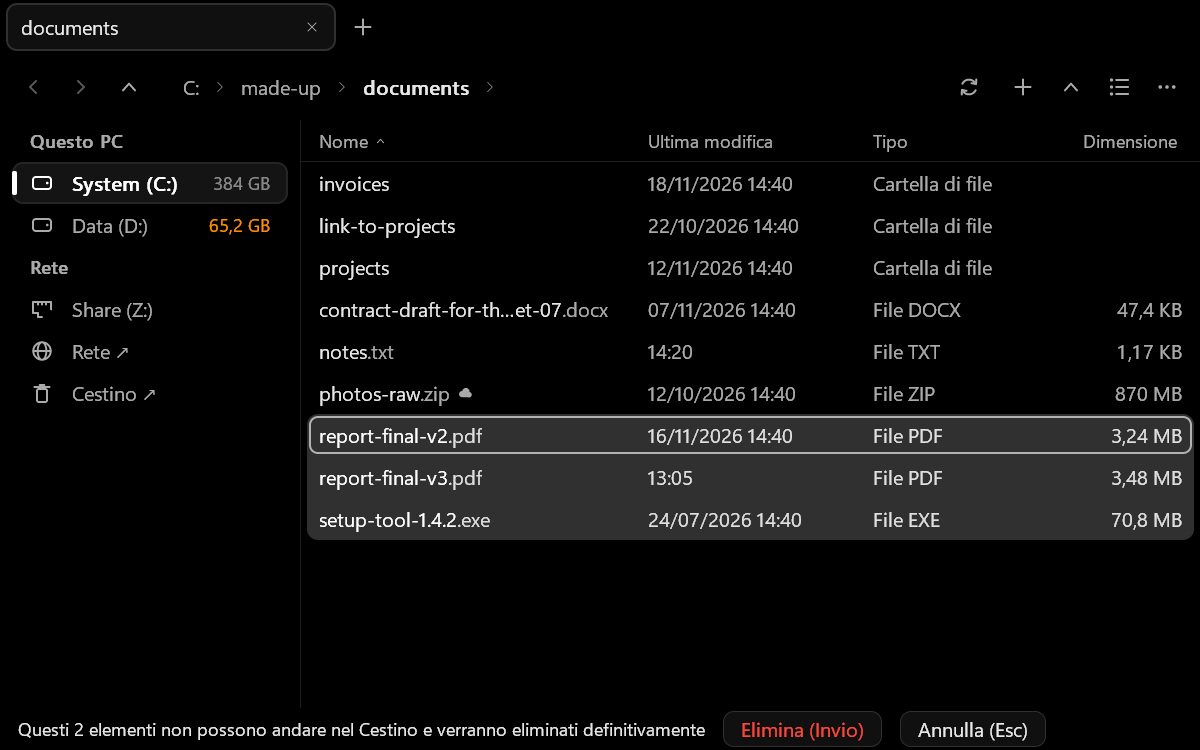 documents
C: made-up documents
Questo PC
System (C:) 384 GB
Data (D:) 65,2 GB
Rete
Share (Z:)
Rete ↗
Cestino ↗
Nome Ultima modifica Tipo Dimensione
invoices 18/11/2026 14:40 Cartella di file
link-to-projects 22/10/2026 14:40 Cartella di file
projects 12/11/2026 14:40 Cartella di file
contract-draft-for-th...et-07.docx 07/11/2026 14:40 File DOCX 47,4 KB
notes.txt 14:20 File TXT 1,17 KB
photos-raw.zip 12/10/2026 14:40 File ZIP 870 MB
report-final-v2.pdf 16/11/2026 14:40 File PDF 3,24 MB
report-final-v3.pdf 13:05 File PDF 3,48 MB
setup-tool-1.4.2.exe 24/07/2026 14:40 File EXE 70,8 MB
Questi 2 elementi non possono andare nel Cestino e verranno eliminati definitivamente Elimina (Invio) Annulla (Esc)